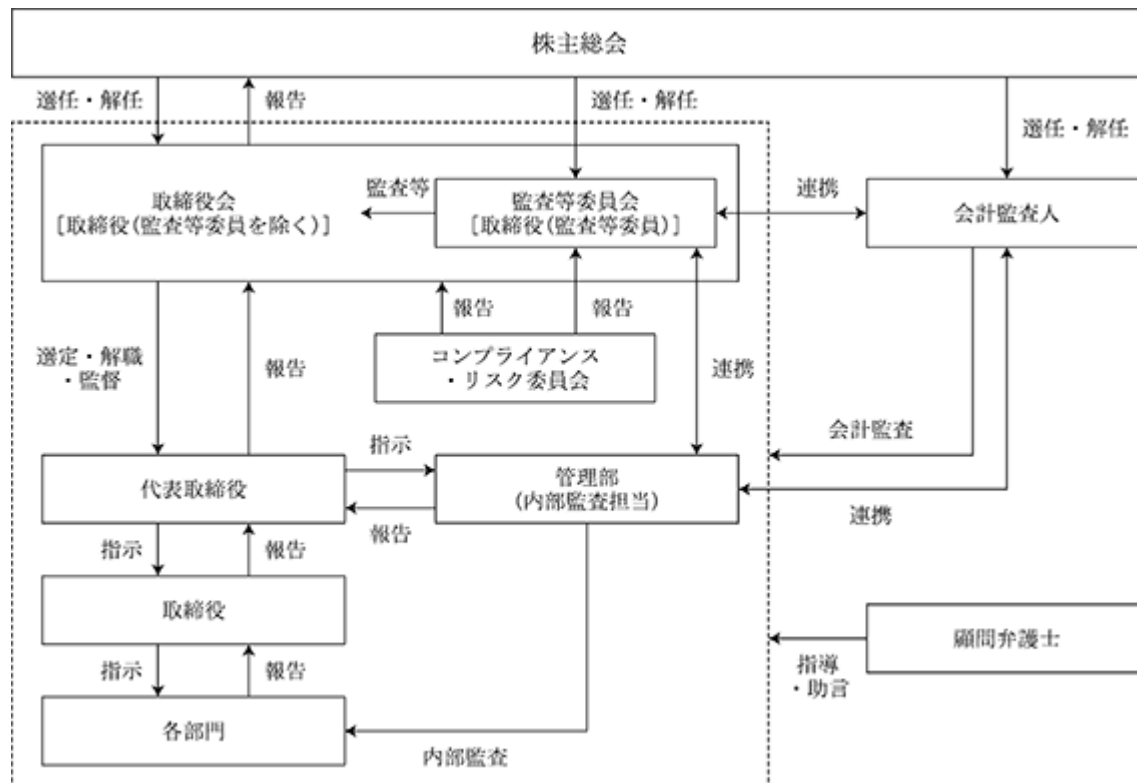 株主総会
選任・解任
報告
選任・解任
選任・解任
取締役会
[取締役(監査等委員を除く)]
監査等
監査等委員会
[取締役(監査等委員)]
連携
会計監査人
報告
報告
選定・解職
・監督
報告
コンプライアンス
・リスク委員会
連携
会計監査
代表取締役
指示
報告
管理部
(内部監査担当)
連携
指示
報告
取締役
顧問弁護士
指導
・助言
指示
報告
各部門
内部監査